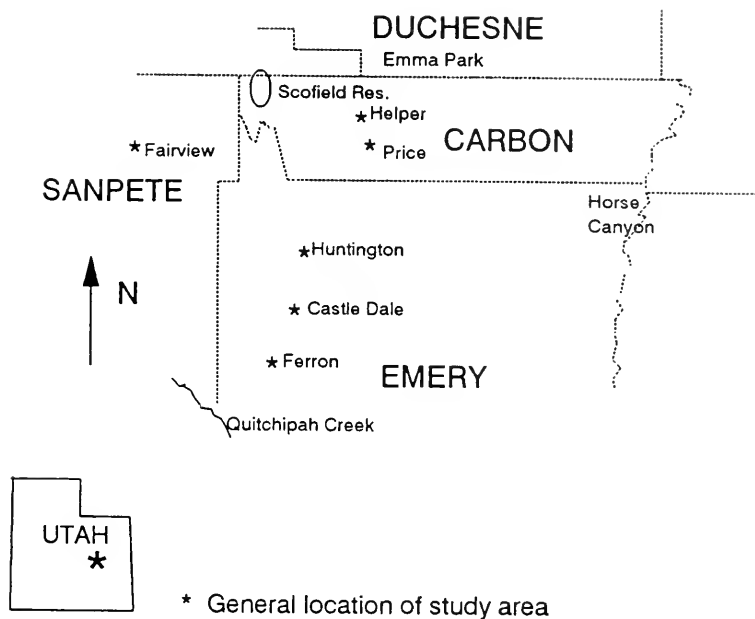 DUCHESNE
Emma Park
Scofield Res.
* Helper
CARBON
* Fairview
* Price
SANPETE
Horse
Canyon
* Huntington
N
* Castle Dale
* Ferron
EMERY
Quitchipah Creek
UTAH
*
* General location of study area